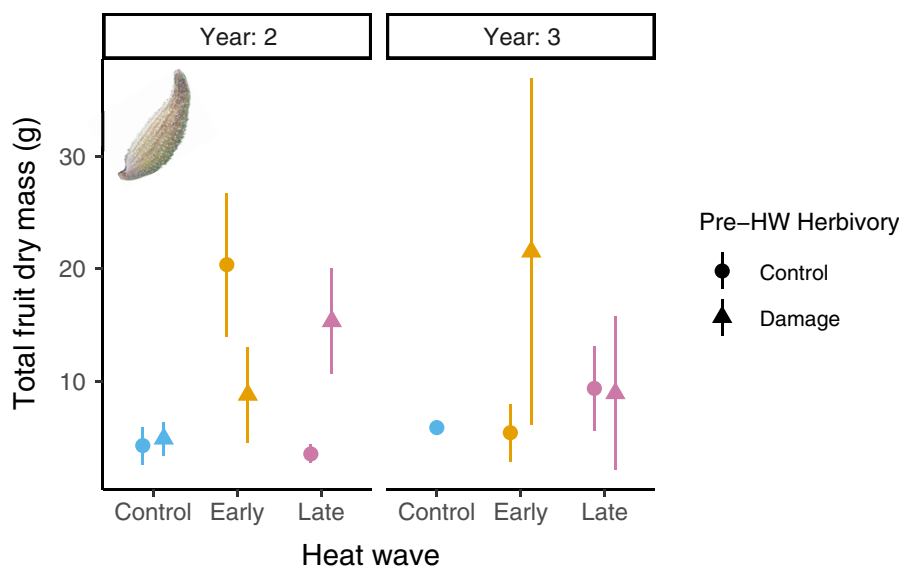 Year: 2
Year: 3
Total fruit dry mass (g)
30
20
10
Control
Early
Late
Control
Early
Late
Heat wave
Pre−HW Herbivory
Control
Damage